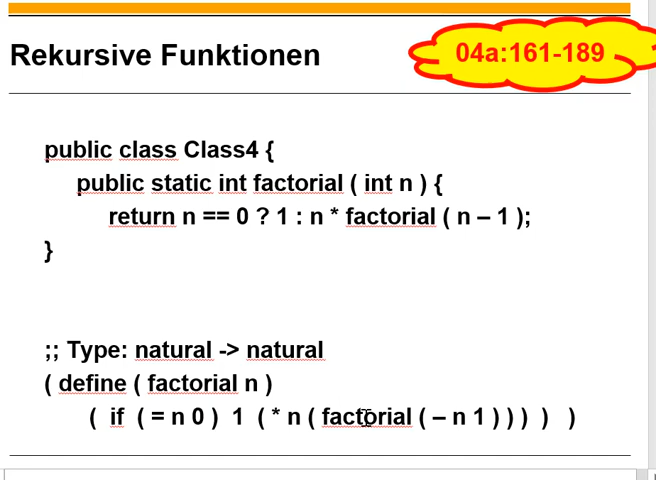 Rekursive Funktionen
04a:161-189
public class Class4 {
public static int factorial ( int n ) {
return n == 0 ? 1 : n * factorial ( n – 1 );
}
;; Type: natural -> natural
( define ( factorial n )
( if ( = n 0 ) 1 ( * n ( factorial ( – n 1 ) ) ) ) )